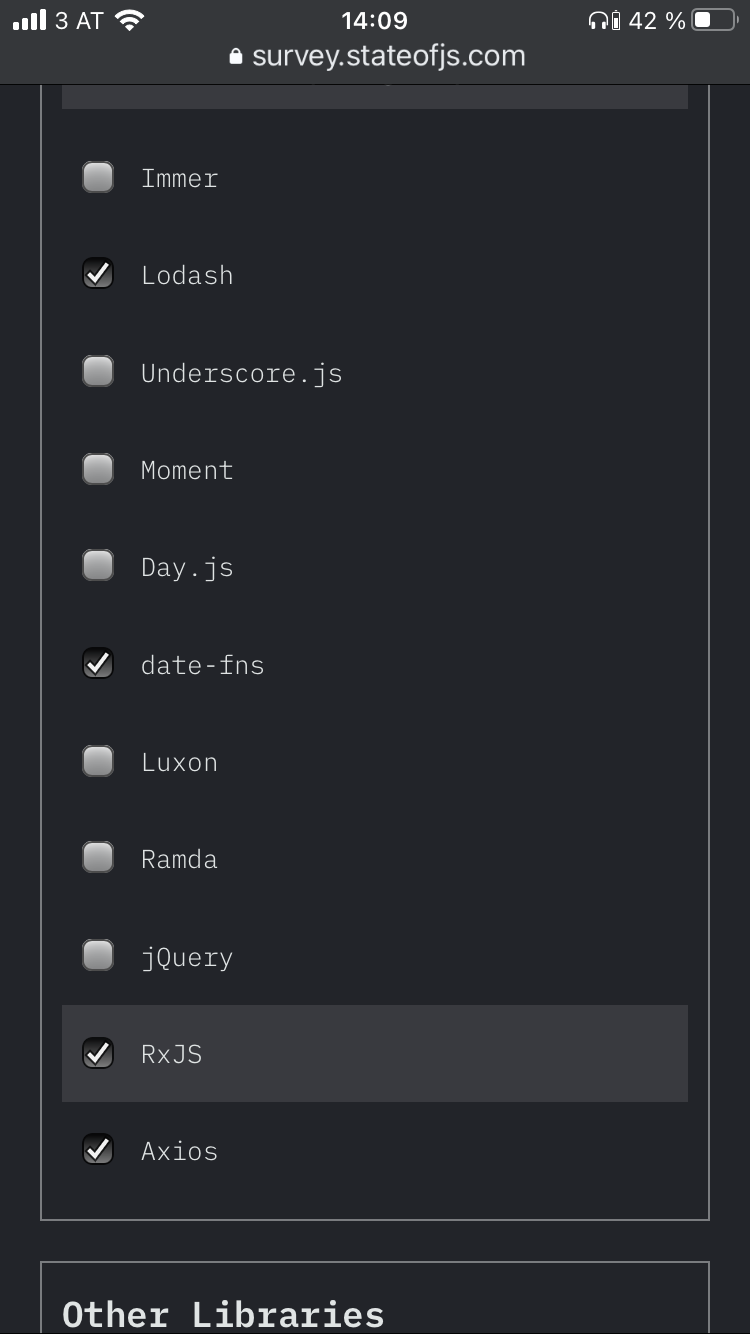 3 AT 14:09 42 %
survey.stateofjs.com
Immer
Lodash
Underscore.js
Moment
Day.js
date-fns
Luxon
Ramda
jQuery
RxJS
Axios
Other Libraries